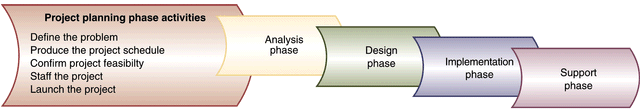 Project planning phase activities
Define the problem
Produce the project schedule
Confirm project feasibilty
Staff the project
Launch the project
Analysis
phase
Design
phase
Implementation
phase
Support
phase